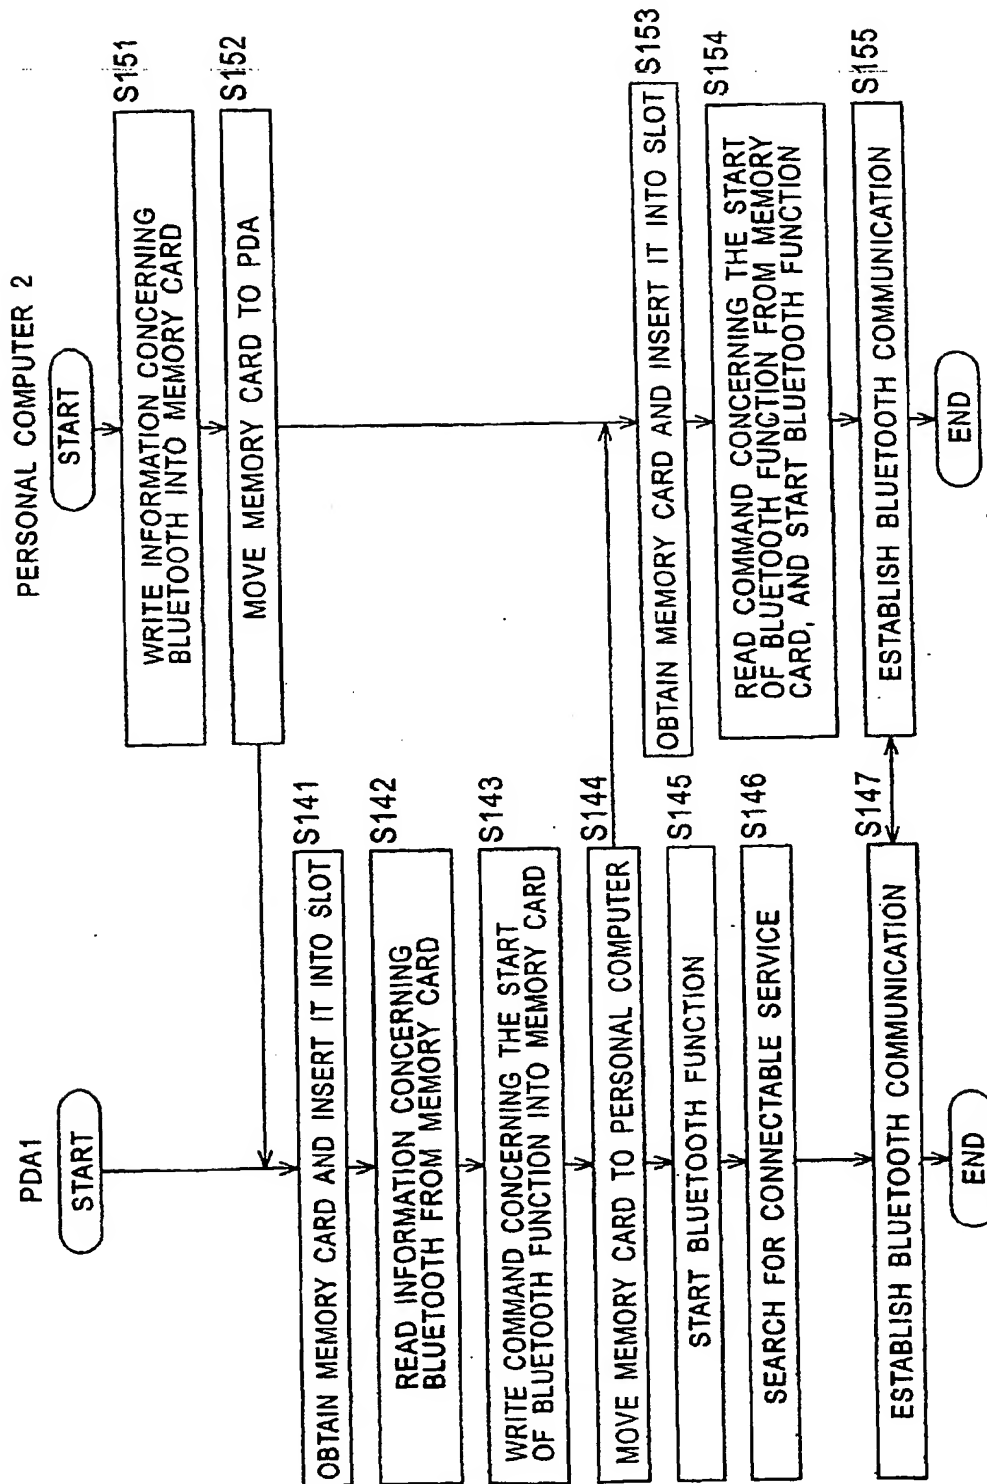 PDA1
START
OBTAIN MEMORY CARD AND INSERT IT INTO SLOT
S141
READ INFORMATION CONCERNING
BLUETOOTH FROM MEMORY CARD
S142
WRITE COMMAND CONCERNING THE START
OF BLUETOOTH FUNCTION INTO MEMORY CARD
S143
MOVE MEMORY CARD TO PERSONAL COMPUTER
S144
START BLUETOOTH FUNCTION
S145
SEARCH FOR CONNECTABLE SERVICE
S146
ESTABLISH BLUETOOTH COMMUNICATION
S147
END
PERSONAL COMPUTER 2
START
WRITE INFORMATION CONCERNING
BLUETOOTH INTO MEMORY CARD
S151
MOVE MEMORY CARD TO PDA
S152
OBTAIN MEMORY CARD AND INSERT IT INTO SLOT
S153
READ COMMAND CONCERNING THE START
OF BLUETOOTH FUNCTION FROM MEMORY
CARD, AND START BLUETOOTH FUNCTION
S154
ESTABLISH BLUETOOTH COMMUNICATION
S155
END